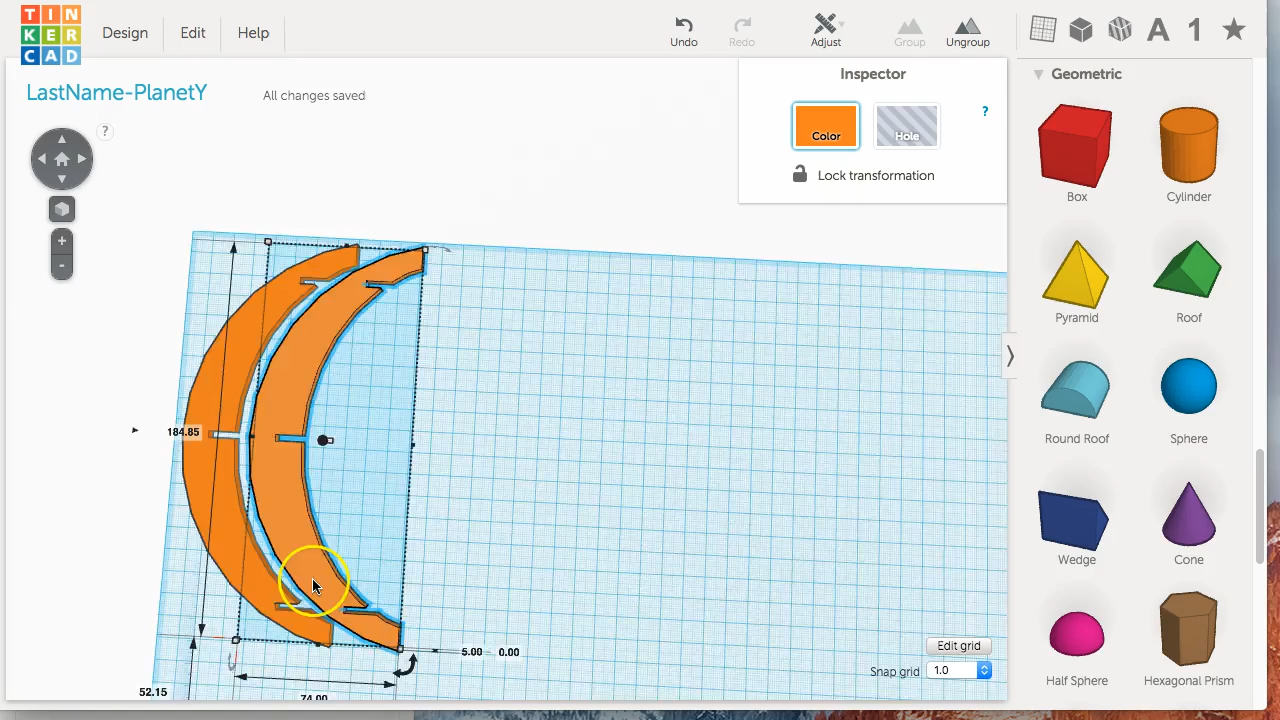 TIN
KER
CAD
Design
Edit
Help
Undo
Redo
Adjust
Group
Ungroup
A
1
LastName-PlanetY
All changes saved
?
Inspector
Color
Hole
?
Lock transformation
Geometric
Box
Cylinder
Pyramid
Roof
Round Roof
Sphere
Wedge
Cone
Half Sphere
Hexagonal Prism
+
-
184.85
5.00
0.00
52.15
74.00
Edit grid
Snap grid
1.0